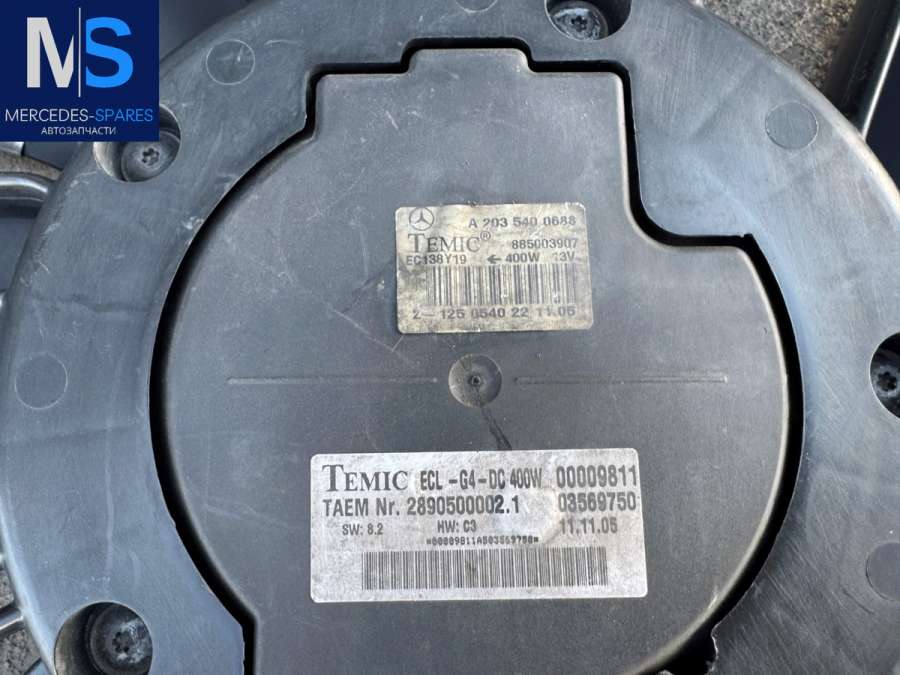 MS
MERCEDES-SPARES
АВТОЗАПЧАСТИ
A 203 540 0688
TEMIC® 885003907
EC138Y19 ← 400W 13V
2-125 0540 22 11.05
TEMIC ECL -G4-DC 400W 00009811
TAEM Nr. 2890500002.1 03569750
SW: 8.2 HW: C3 11.11.05
*00009811A503569750*